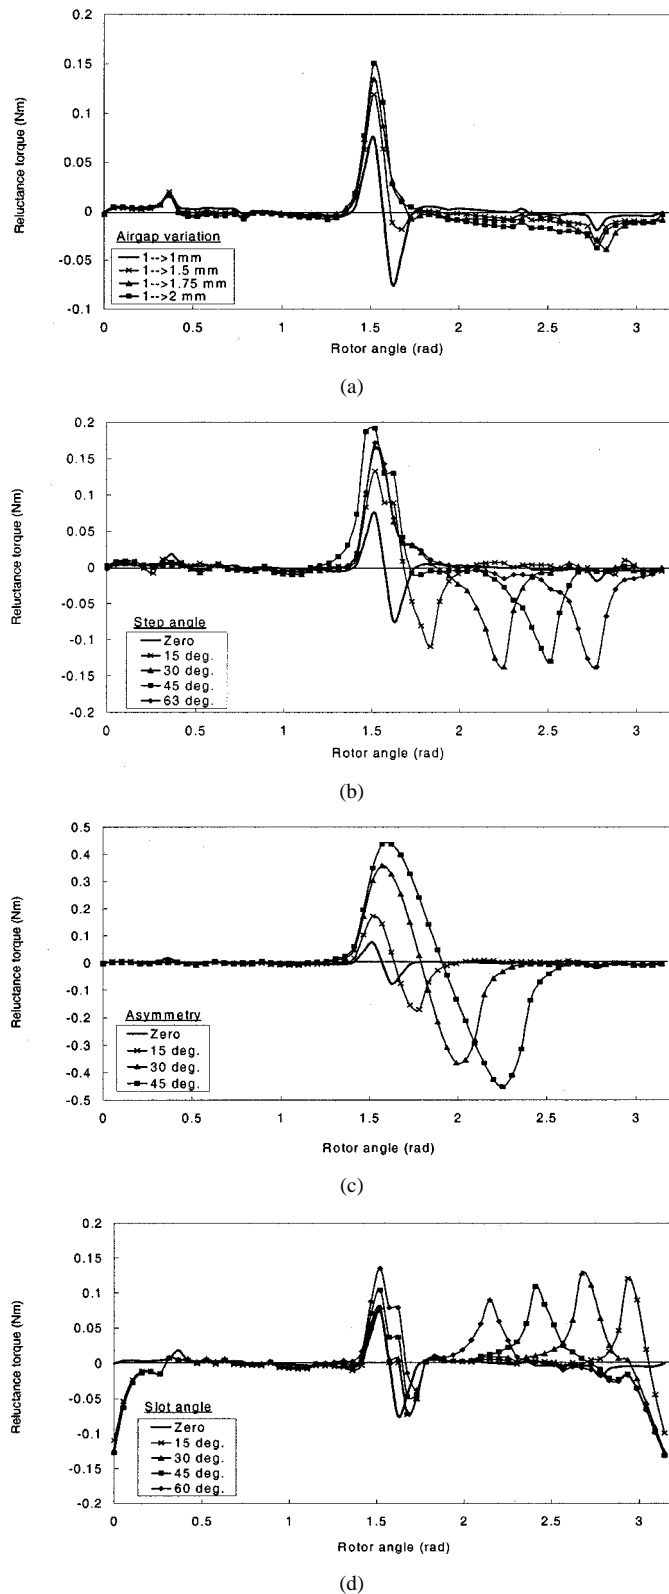 0.2
0.15
0.1
0.05
0
-0.05
-0.1
Reluctance torque (Nm)
Airgap variation
1-->1mm
1-->1.5 mm
1-->1.75 mm
1-->2 mm
0 0.5 1 1.5 2 2.5 3
Rotor angle (rad)
(a)
0.2
0.15
0.1
0.05
0
-0.05
-0.1
-0.15
-0.2
Reluctance torque (Nm)
Step angle
Zero
15 deg.
30 deg.
45 deg.
63 deg.
0 0.5 1 1.5 2 2.5 3
Rotor angle (rad)
(b)
0.5
0.4
0.3
0.2
0.1
0
-0.1
-0.2
-0.3
-0.4
-0.5
Reluctance torque (Nm)
Asymmetry
Zero
15 deg.
30 deg.
45 deg.
0 0.5 1 1.5 2 2.5 3
Rotor angle (rad)
(c)
0.2
0.15
0.1
0.05
0
-0.05
-0.1
-0.15
-0.2
Reluctance torque (Nm)
Slot angle
Zero
15 deg.
30 deg.
45 deg.
60 deg.
0 0.5 1 1.5 2 2.5 3
Rotor angle (rad)
(d)